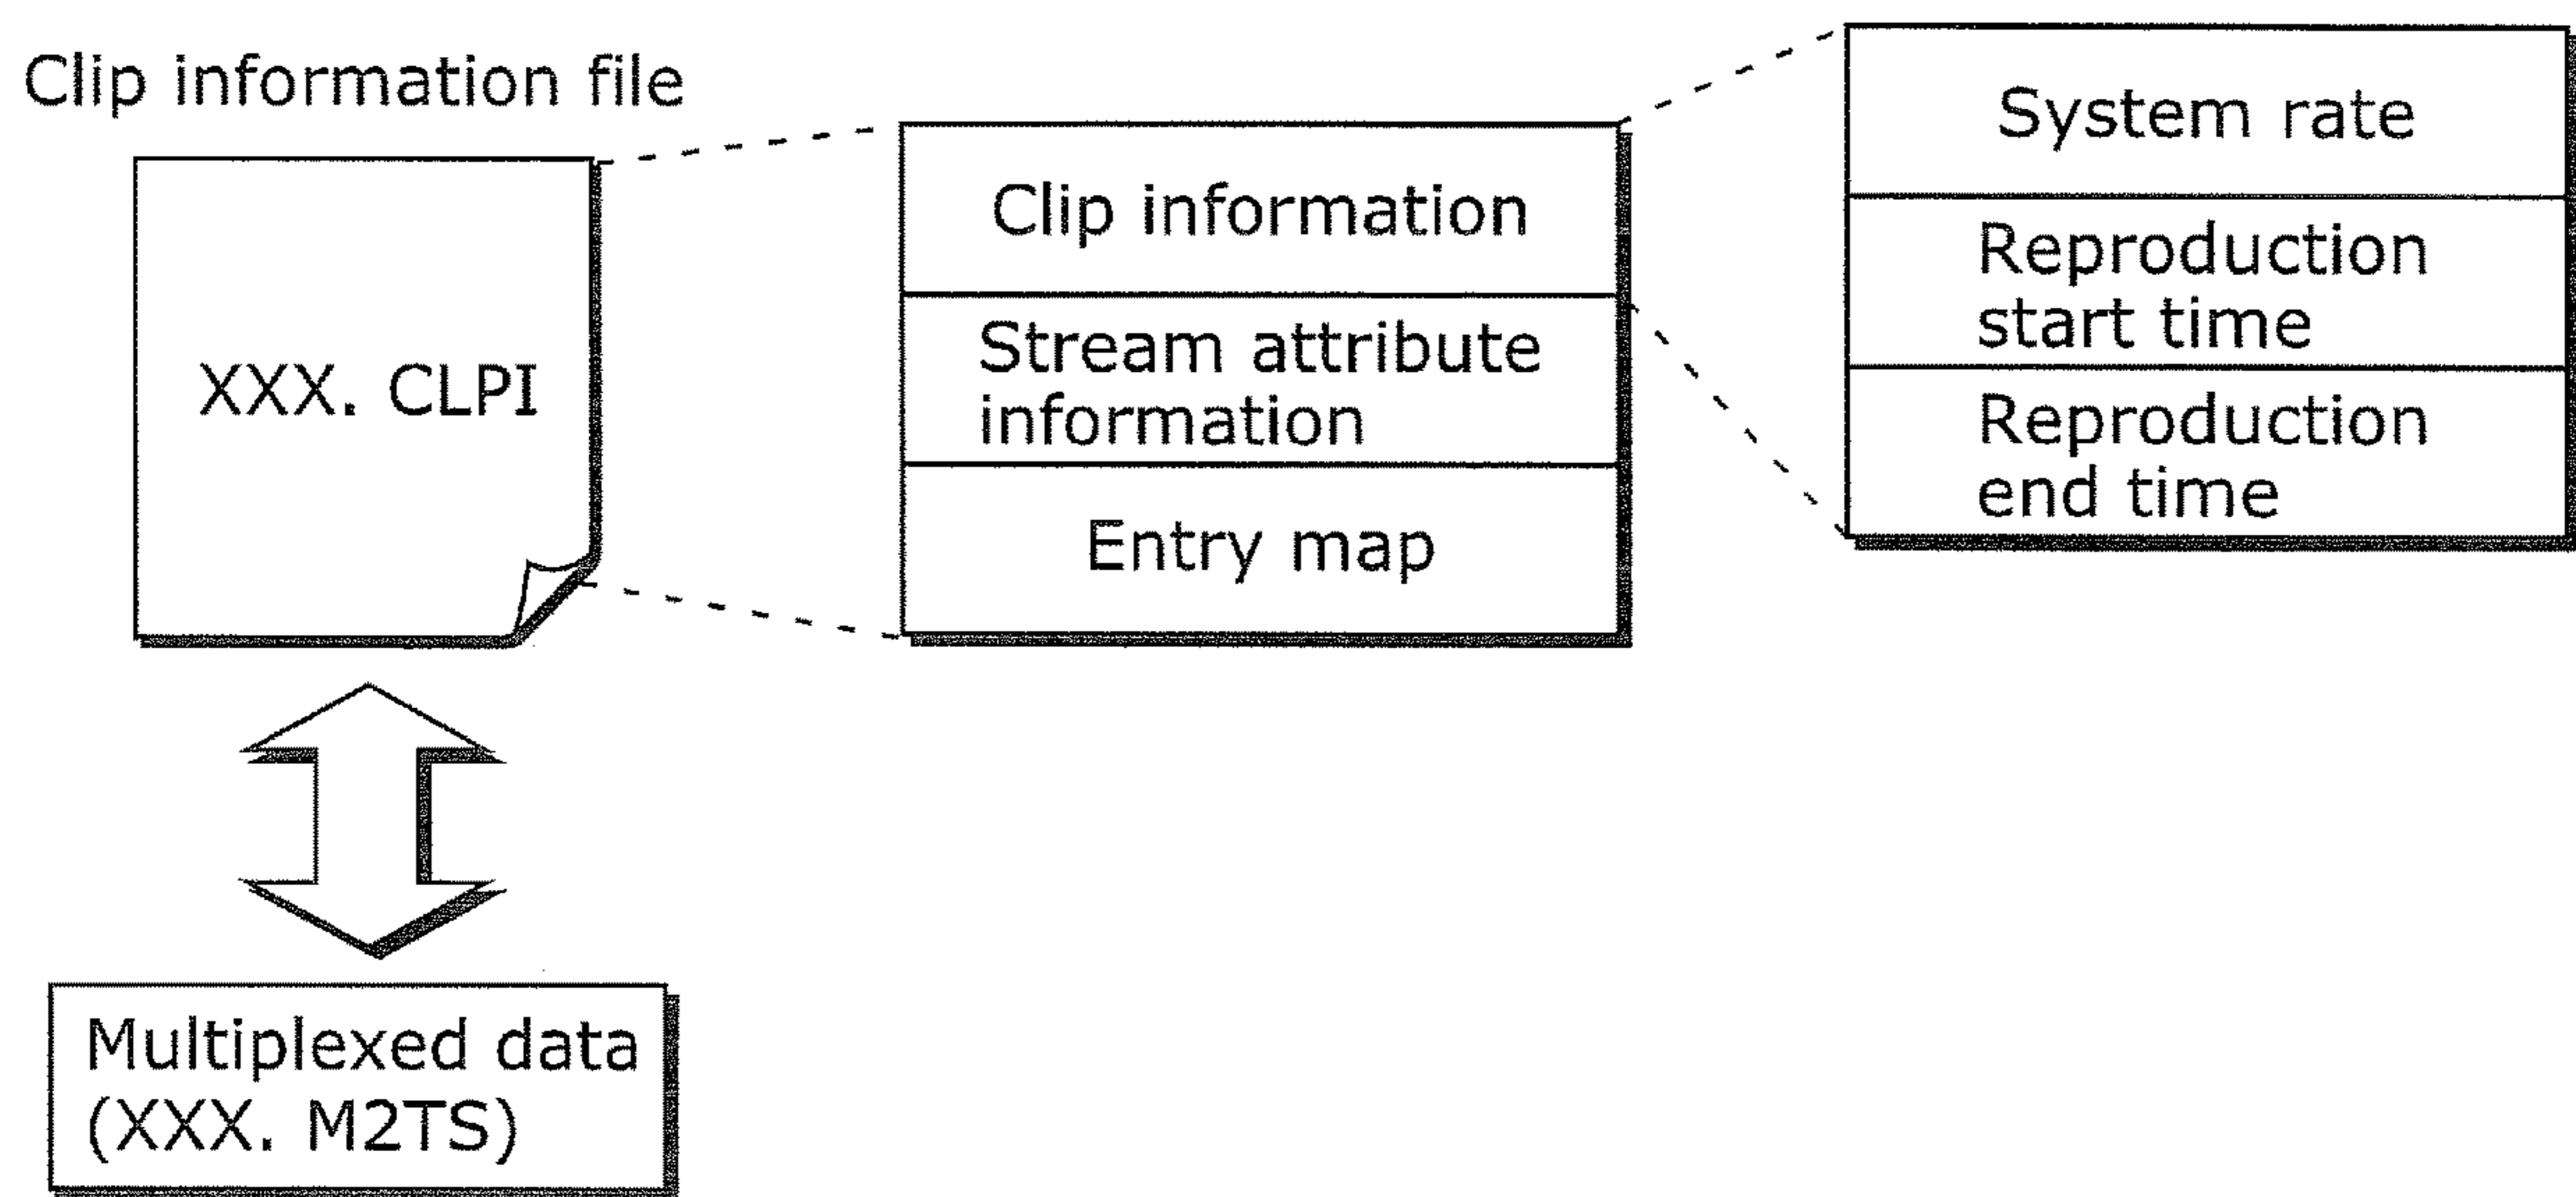 Clip information file
XXX. CLPI
Multiplexed data
(XXX. M2TS)
Clip information
Stream attribute
information
Entry map
System rate
Reproduction
start time
Reproduction
end time